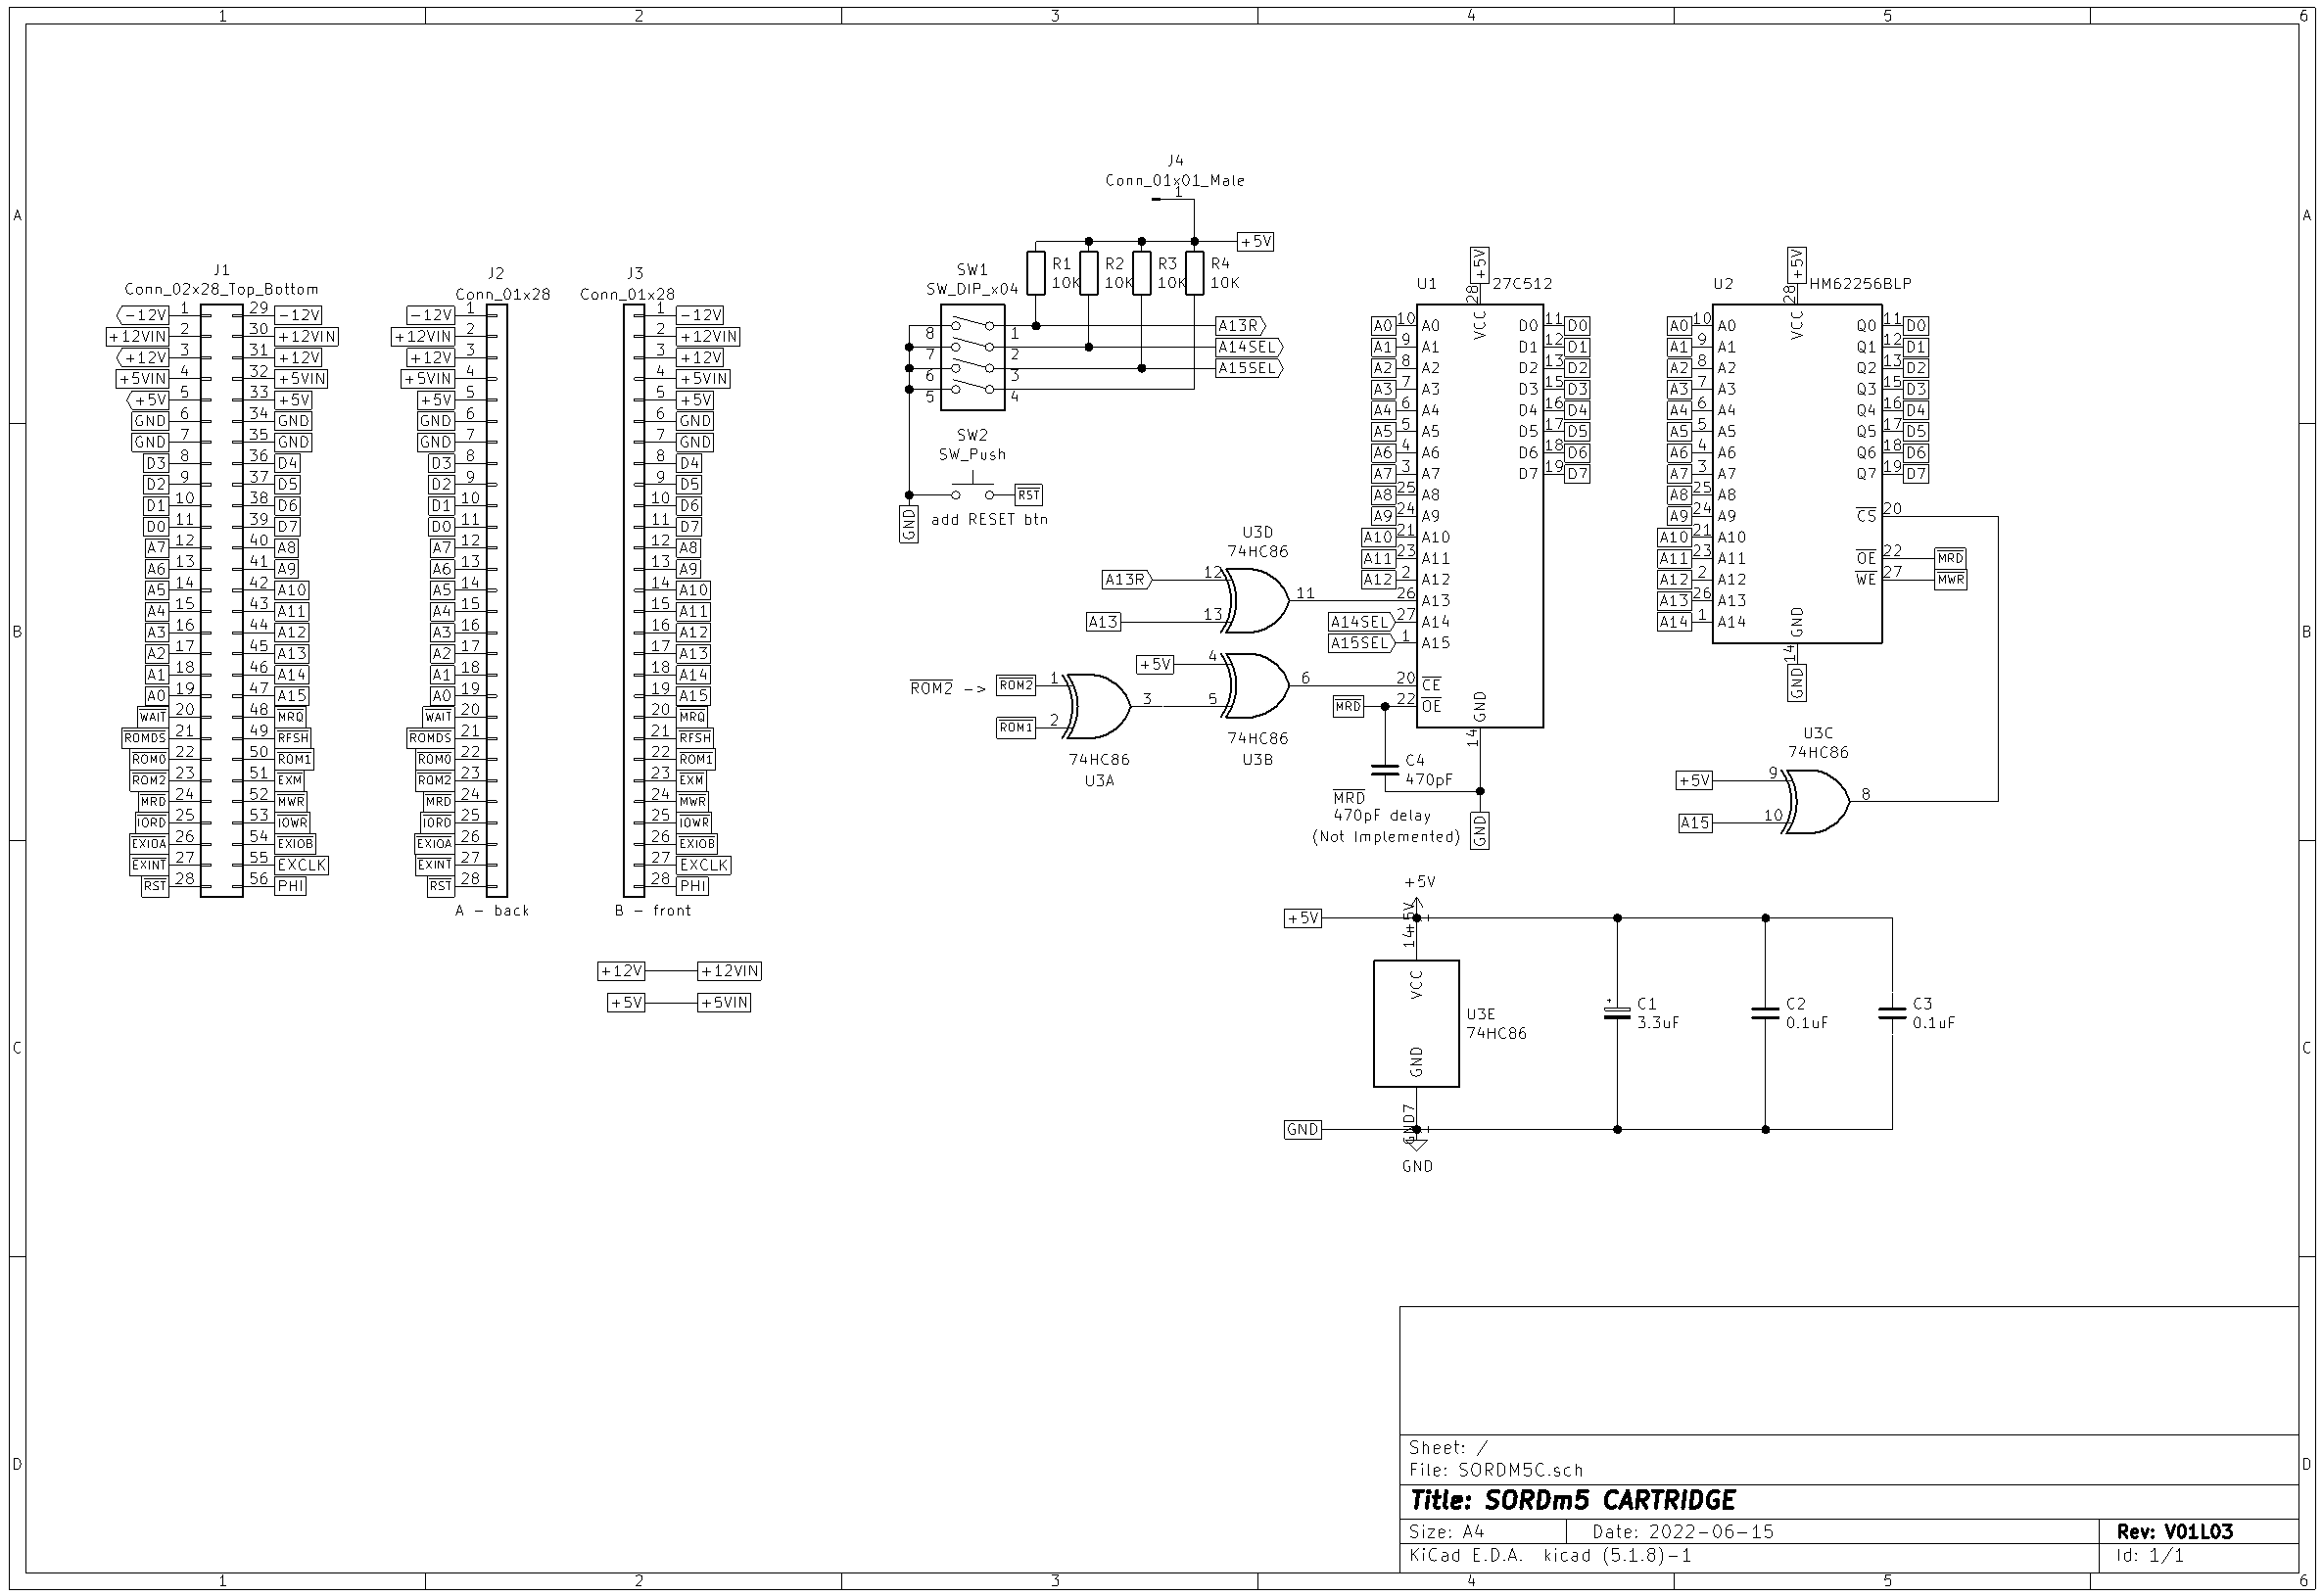 1 2 3 4 5 6
A
B
C
D
A
B
C
D
1 2 3 4 5 6
J1
Conn_02x28_Top_Bottom
-12V 1 29 -12V
+12VIN 2 30 +12VIN
+12V 3 31 +12V
+5VIN 4 32 +5VIN
+5V 5 33 +5V
GND 6 34 GND
GND 7 35 GND
D3 8 36 D4
D2 9 37 D5
D1 10 38 D6
D0 11 39 D7
A7 12 40 A8
A6 13 41 A9
A5 14 42 A10
A4 15 43 A11
A3 16 44 A12
A2 17 45 A13
A1 18 46 A14
A0 19 47 A15
WAIT 20 48 MRQ
ROMDS 21 49 RFSH
ROM0 22 50 ROM1
ROM2 23 51 EXM
MRD 24 52 MWR
IORD 25 53 IOWR
EXIOA 26 54 EXIOB
EXINT 27 55 EXCLK
RST 28 56 PHI
J2
Conn_01x28
-12V 1
+12VIN 2
+12V 3
+5VIN 4
+5V 5
GND 6
GND 7
D3 8
D2 9
D1 10
D0 11
A7 12
A6 13
A5 14
A4 15
A3 16
A2 17
A1 18
A0 19
WAIT 20
ROMDS 21
ROM0 22
ROM2 23
MRD 24
IORD 25
EXIOA 26
EXINT 27
RST 28
A - back
J3
Conn_01x28
1 -12V
2 +12VIN
3 +12V
4 +5VIN
5 +5V
6 GND
7 GND
8 D4
9 D5
10 D6
11 D7
12 A8
13 A9
14 A10
15 A11
16 A12
17 A13
18 A14
19 A15
20 MRQ
21 RFSH
22 ROM1
23 EXM
24 MWR
25 IOWR
26 EXIOB
27 EXCLK
28 PHI
B - front
+12V +12VIN
+5V +5VIN
J4
Conn_01x01_Male
1
+5V
R1
10K
R2
10K
R3
10K
R4
10K
SW1
SW_DIP_x04
8 1 A13R
7 2 A14SEL
6 3 A15SEL
5 4
SW2
SW_Push
RST
GND
add RESET btn
U3D
74HC86
A13R 12
11
A13 13
+5V 4
6
5
74HC86
U3B
ROM2 -> ROM2 1
3
ROM1 2
74HC86
U3A
U1
27C512
+5V
28
VCC
A0 10 A0 D0 11 D0
A1 9 A1 D1 12 D1
A2 8 A2 D2 13 D2
A3 7 A3 D3 15 D3
A4 6 A4 D4 16 D4
A5 5 A5 D5 17 D5
A6 4 A6 D6 18 D6
A7 3 A7 D7 19 D7
A8 25 A8
A9 24 A9
A10 21 A10
A11 23 A11
A12 2 A12
26 A13
A14SEL 27 A14
A15SEL 1 A15
20 CE
MRD 22 OE
GND
14
GND
C4
470pF
MRD
470pF delay
(Not Implemented)
U2
HM62256BLP
+5V
28
VCC
A0 10 A0 Q0 11 D0
A1 9 A1 Q1 12 D1
A2 8 A2 Q2 13 D2
A3 7 A3 Q3 15 D3
A4 6 A4 Q4 16 D4
A5 5 A5 Q5 17 D5
A6 4 A6 Q6 18 D6
A7 3 A7 Q7 19 D7
A8 25 A8
A9 24 A9 CS 20
A10 21 A10
A11 23 A11 OE 22 MRD
A12 2 A12 WE 27 MWR
A13 26 A13
A14 1 A14
GND
14
GND
U3C
74HC86
+5V 9
8
A15 10
+5V
+5V
14
+5V
VCC
GND
U3E
74HC86
7
GND
GND
GND
C1
3.3uF
C2
0.1uF
C3
0.1uF
Sheet: /
File: SORDM5C.sch
Title: SORDm5 CARTRIDGE
Size: A4 Date: 2022-06-15 Rev: V01L03
KiCad E.D.A. kicad (5.1.8)-1 Id: 1/1